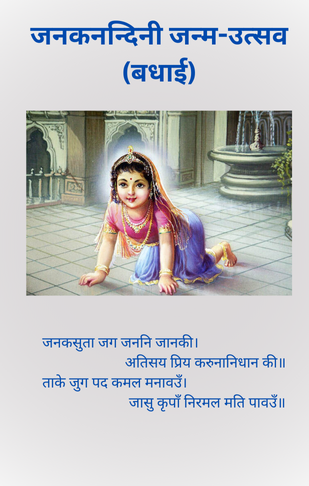 जनकनन्दिनी जन्म-उत्सव
(बधाई)
जनकसुता जग जननि जानकी।
अतिसय प्रिय करुनानिधान की॥
ताके जुग पद कमल मनावउँ।
जासु कृपाँ निरमल मति पावउँ॥